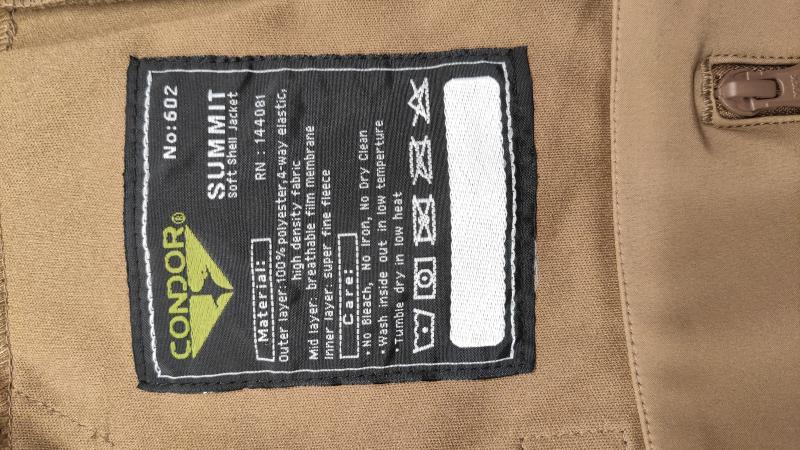 CONDOR®
No:602
SUMMIT
Soft Shell Jacket
RN : 144081
Material:
Outer layer:100% polyester,4-way elastic,
high density fabric
Mid layer: breathable film membrane
Inner layer: super fine fleece
Care:
• No Bleach, No Iron, No Dry Clean
• Wash inside out in low temperture
• Tumble dry in low heat